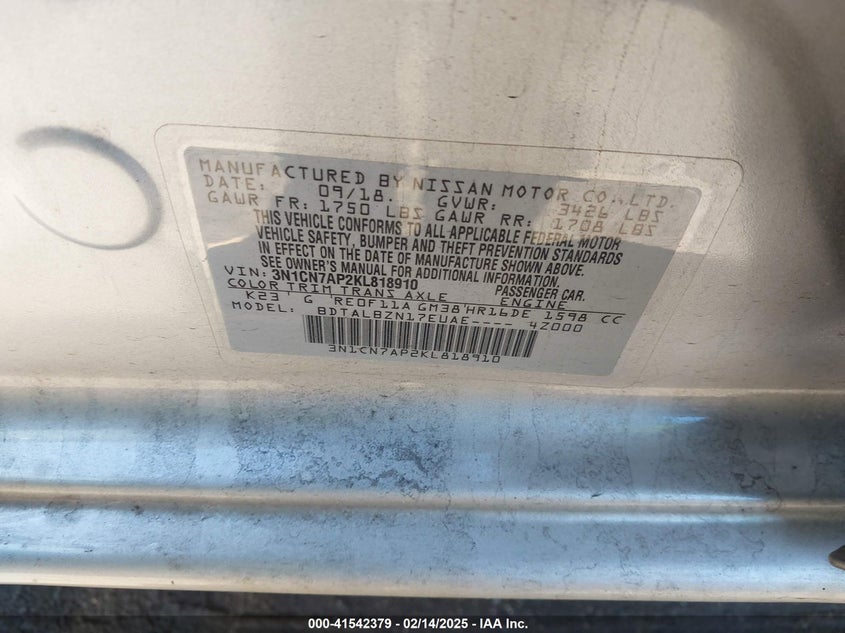 MANUFACTURED BY NISSAN MOTOR CO.,LTD.
DATE: 09/18. GVWR: 3426 LBS
GAWR FR: 1750 LBS GAWR RR: 1708 LBS
THIS VEHICLE CONFORMS TO ALL APPLICABLE FEDERAL MOTOR
VEHICLE SAFETY, BUMPER AND THEFT PREVENTION STANDARDS
IN EFFECT ON THE DATE OF MANUFACTURE SHOWN ABOVE.
SEE OWNER'S MANUAL FOR ADDITIONAL INFORMATION.
VIN: 3N1CN7AP2KL818910 PASSENGER CAR.
COLOR TRIM TRANS AXLE ENGINE
K23' G 'RE0F11A GM38'HR16DE 1598 CC
MODEL: BDTALBZN17EUAE---- 4Z000
3N1CN7AP2KL818910
000-41542379 - 02/14/2025 - IAA Inc.